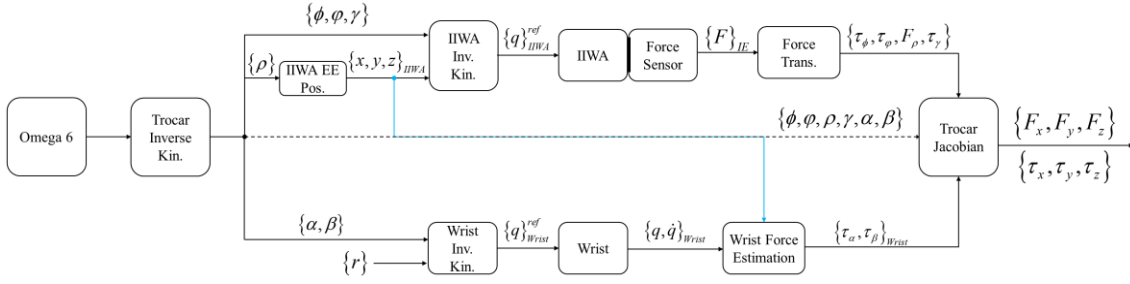 {ϕ,φ,γ}
{q}^{ref}_{IIWA}
{F}_{IE}
{τ_ϕ,τ_φ,F_ρ,τ_γ}
IIWA
Inv.
Kin.
IIWA
Force
Sensor
Force
Trans.
{ρ}
IIWA EE
Pos.
{x,y,z}_{IIWA}
Omega 6
Trocar
Inverse
Kin.
{ϕ,φ,ρ,γ,α,β}
Trocar
Jacobian
{F_x,F_y,F_z}
{τ_x,τ_y,τ_z}
{α,β}
{q}^{ref}_{Wrist}
{q,q̇}_{Wrist}
{τ_α,τ_β}_{Wrist}
Wrist
Inv.
Kin.
Wrist
Wrist Force
Estimation
{r}